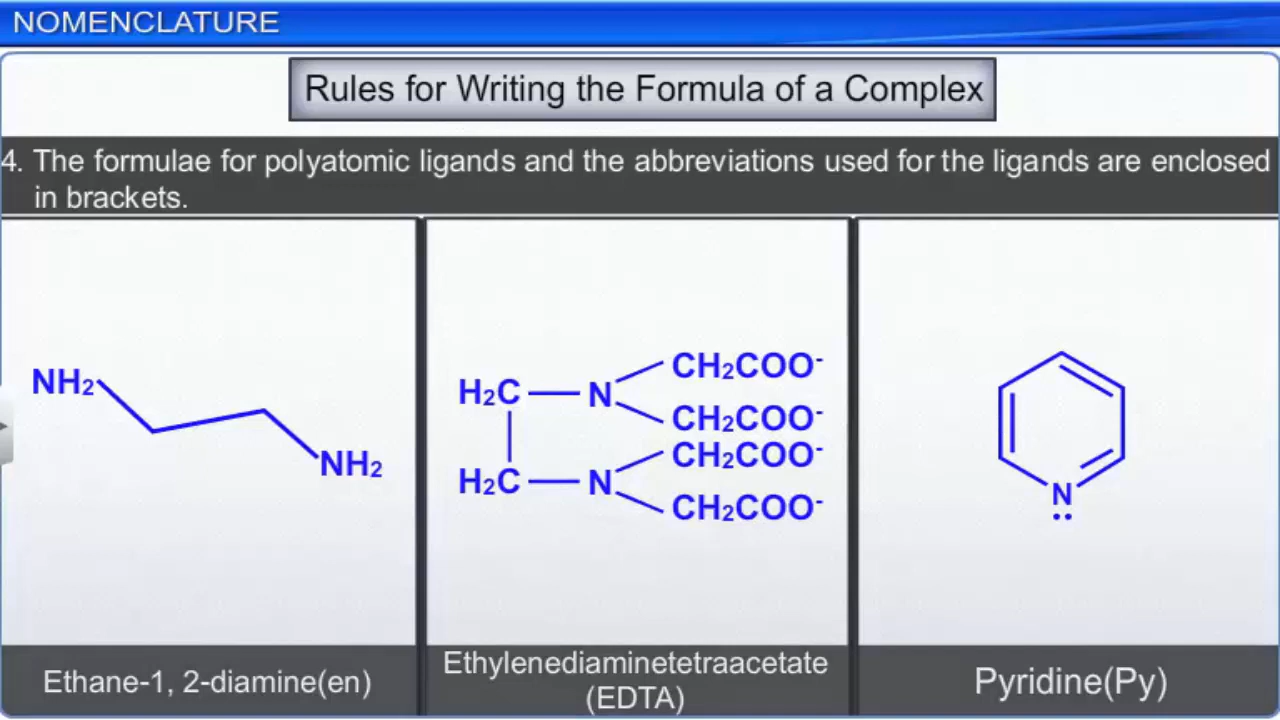 NOMENCLATURE
Rules for Writing the Formula of a Complex
4. The formulae for polyatomic ligands and the abbreviations used for the ligands are enclosed
in brackets.
NH₂
NH₂
H₂C N CH₂COO⁻
CH₂COO⁻
H₂C N CH₂COO⁻
CH₂COO⁻
N
Ethane-1, 2-diamine(en)
Ethylenediaminetetraacetate
(EDTA)
Pyridine(Py)